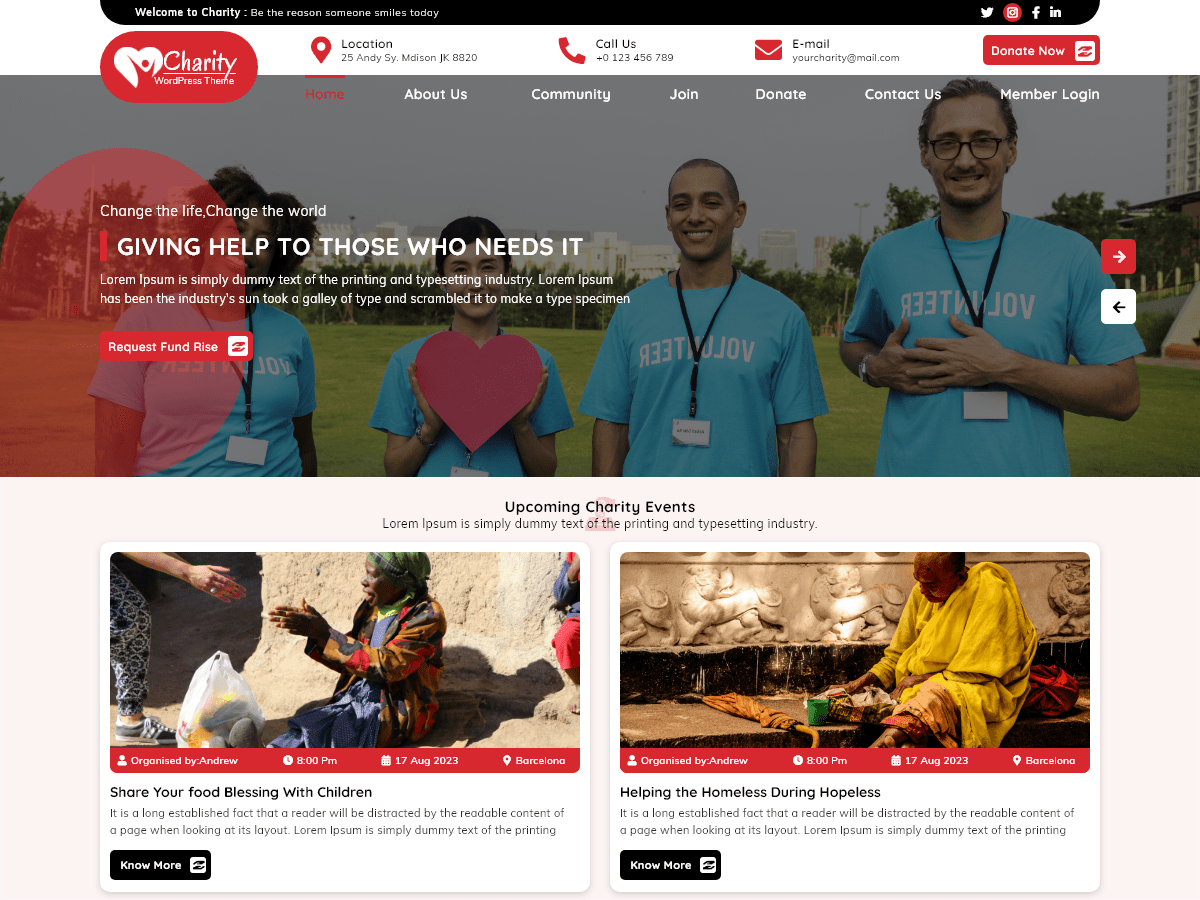 Welcome to Charity : Be the reason someone smiles today
Charity
WordPress Theme
Location
25 Andy Sy. Mdison JK 8820
Call Us
+0 123 456 789
E-mail
yourcharity@mail.com
Donate Now
Home
About Us
Community
Join
Donate
Contact Us
Member Login
Change the life,Change the world
GIVING HELP TO THOSE WHO NEEDS IT
Lorem Ipsum is simply dummy text of the printing and typesetting industry. Lorem Ipsum
has been the industry's sun took a galley of type and scrambled it to make a type specimen
Request Fund Rise
VOLUNTEER
VOLUNTEER
Upcoming Charity Events
Lorem Ipsum is simply dummy text of the printing and typesetting industry.
Organised by:Andrew
8:00 Pm
17 Aug 2023
Barcelona
Share Your food Blessing With Children
It is a long established fact that a reader will be distracted by the readable content of
a page when looking at its layout. Lorem Ipsum is simply dummy text of the printing
Know More
Organised by:Andrew
8:00 Pm
17 Aug 2023
Barcelona
Helping the Homeless During Hopeless
It is a long established fact that a reader will be distracted by the readable content of
a page when looking at its layout. Lorem Ipsum is simply dummy text of the printing
Know More